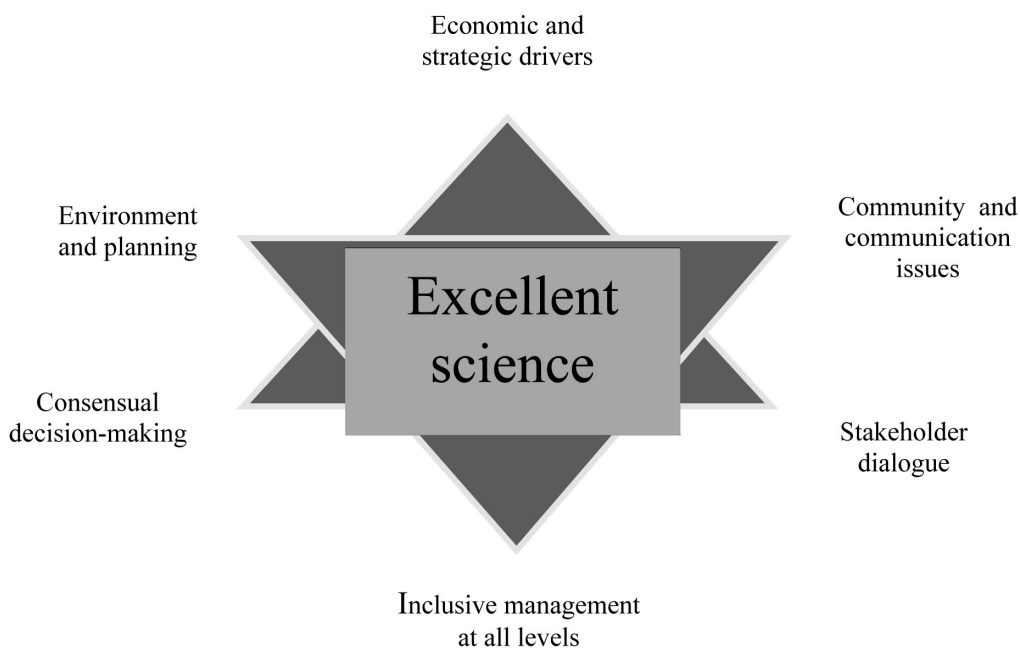 Economic and
strategic drivers
Environment
and planning
Community and
communication
issues
Excellent
science
Consensual
decision-making
Stakeholder
dialogue
Inclusive management
at all levels